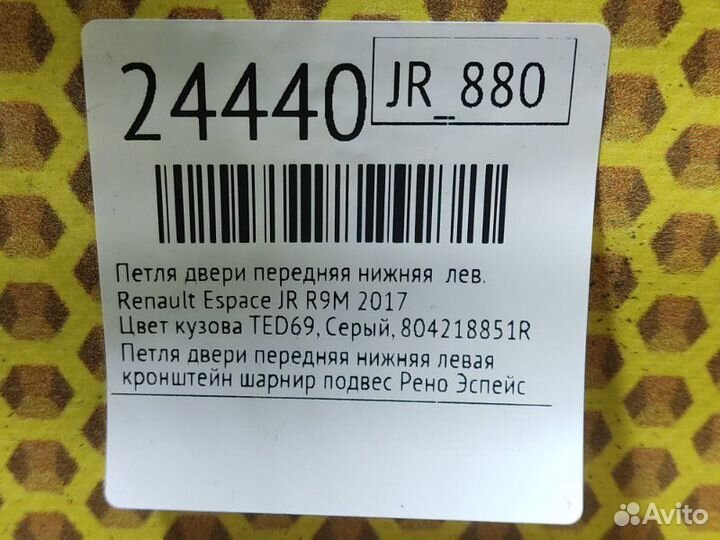 24440
JR_880
Петля двери передняя нижняя лев.
Renault Espace JR R9M 2017
Цвет кузова TED69, Серый, 804218851R
Петля двери передняя нижняя левая
кронштейн шарнир подвес Рено Эспейс
Avito